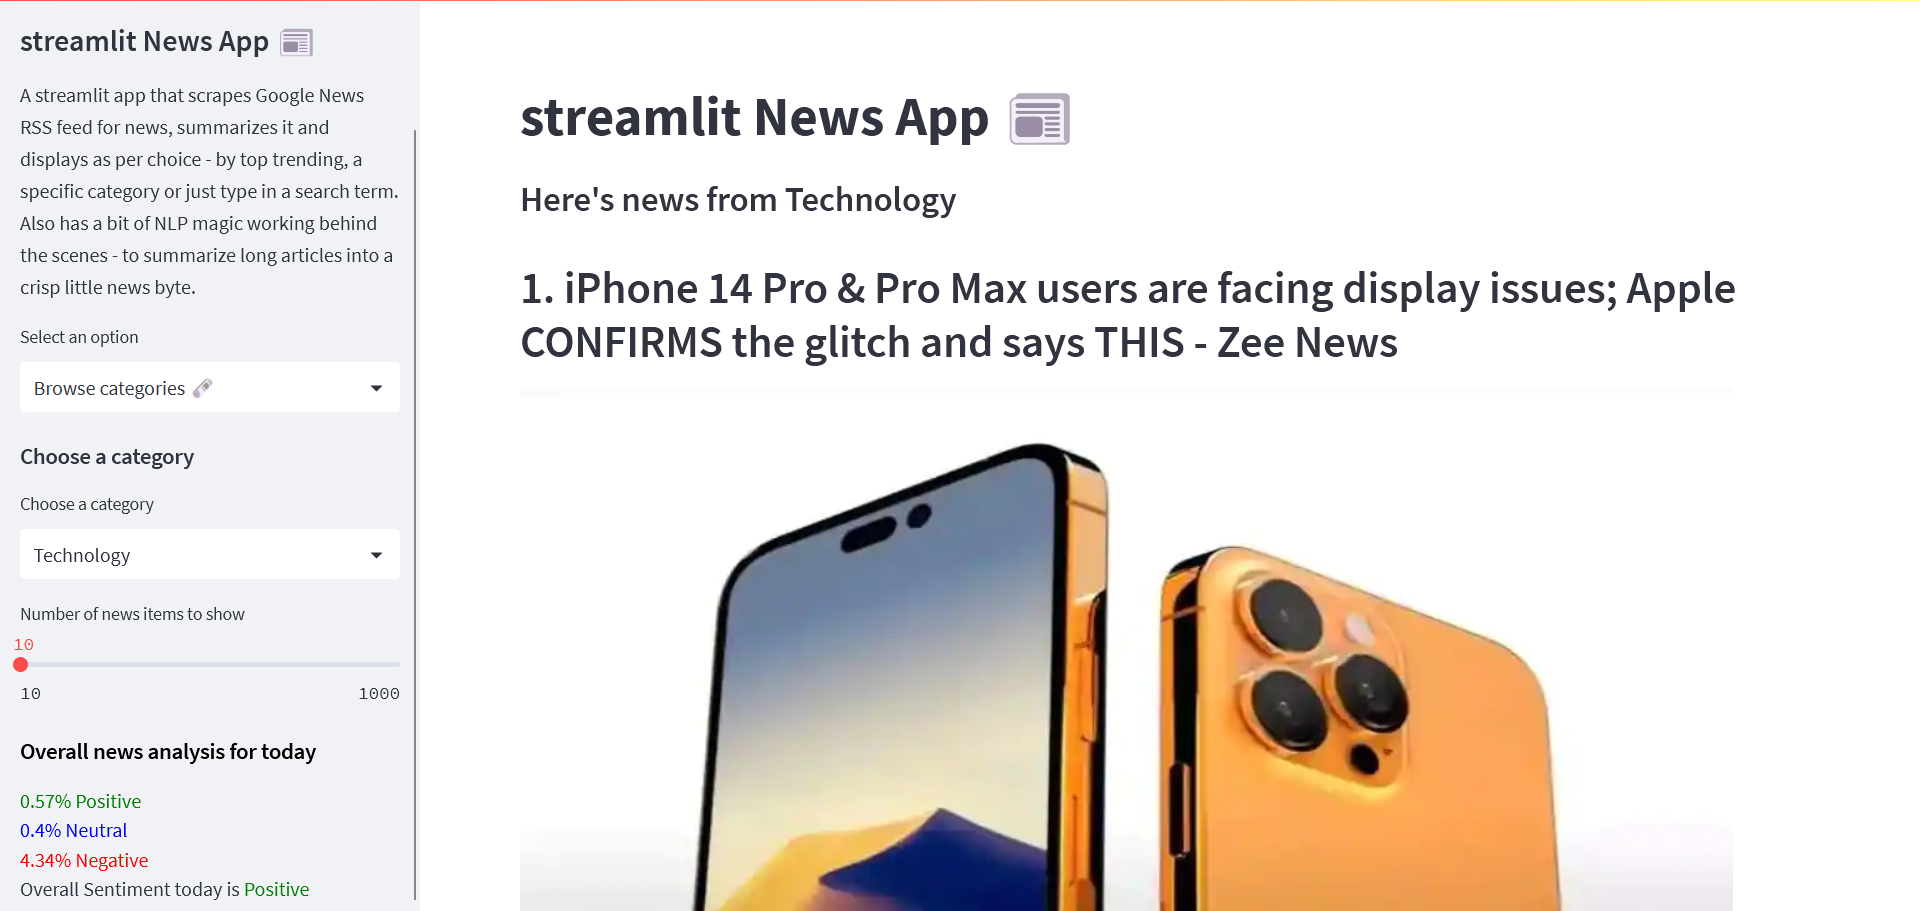 streamlit News App
A streamlit app that scrapes Google News
RSS feed for news, summarizes it and
displays as per choice - by top trending, a
specific category or just type in a search term.
Also has a bit of NLP magic working behind
the scenes - to summarize long articles into a
crisp little news byte.
Select an option
Browse categories
Choose a category
Choose a category
Technology
Number of news items to show
10
10 1000
Overall news analysis for today
0.57% Positive
0.4% Neutral
4.34% Negative
Overall Sentiment today is Positive
streamlit News App
Here's news from Technology
1. iPhone 14 Pro & Pro Max users are facing display issues; Apple
CONFIRMS the glitch and says THIS - Zee News